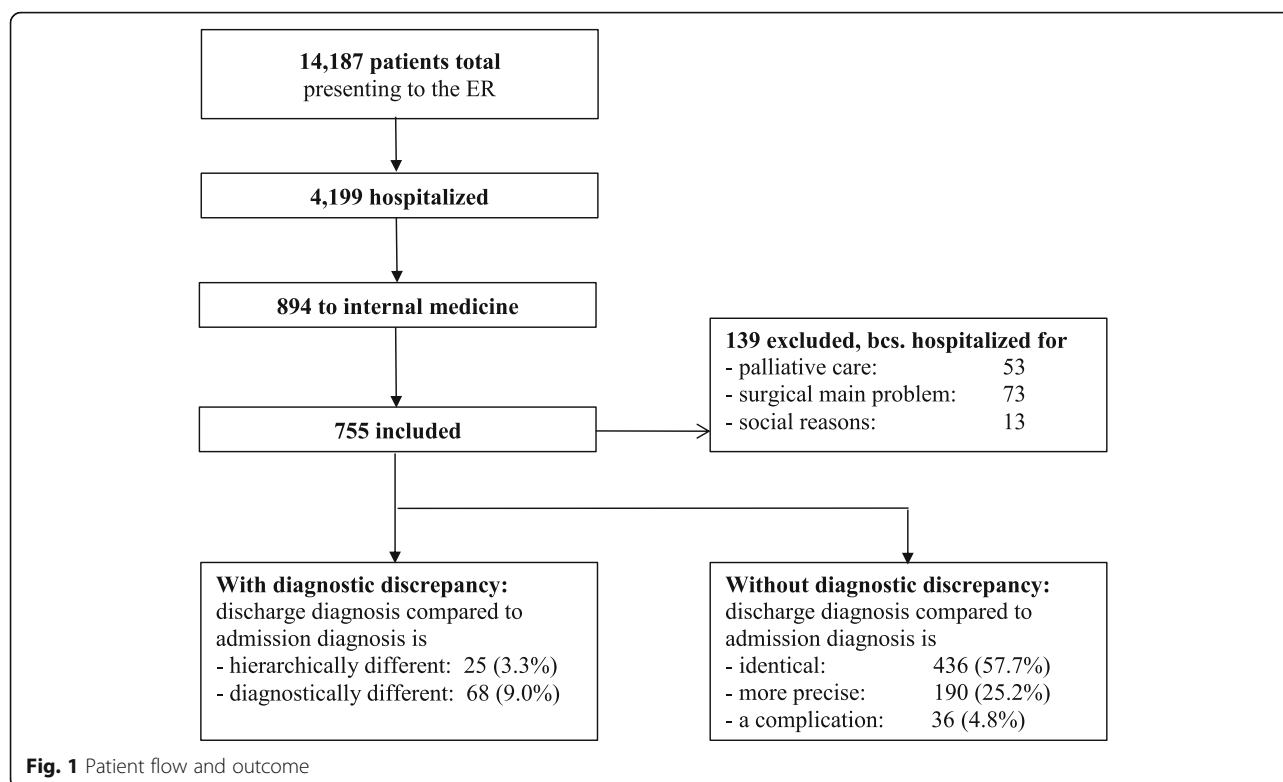 14,187 patients total
presenting to the ER
4,199 hospitalized
894 to internal medicine
139 excluded, bcs. hospitalized for
- palliative care: 53
- surgical main problem: 73
- social reasons: 13
755 included
With diagnostic discrepancy:
discharge diagnosis compared to
admission diagnosis is
- hierarchically different: 25 (3.3%)
- diagnostically different: 68 (9.0%)
Without diagnostic discrepancy:
discharge diagnosis compared to
admission diagnosis is
- identical: 436 (57.7%)
- more precise: 190 (25.2%)
- a complication: 36 (4.8%)
Fig. 1 Patient flow and outcome